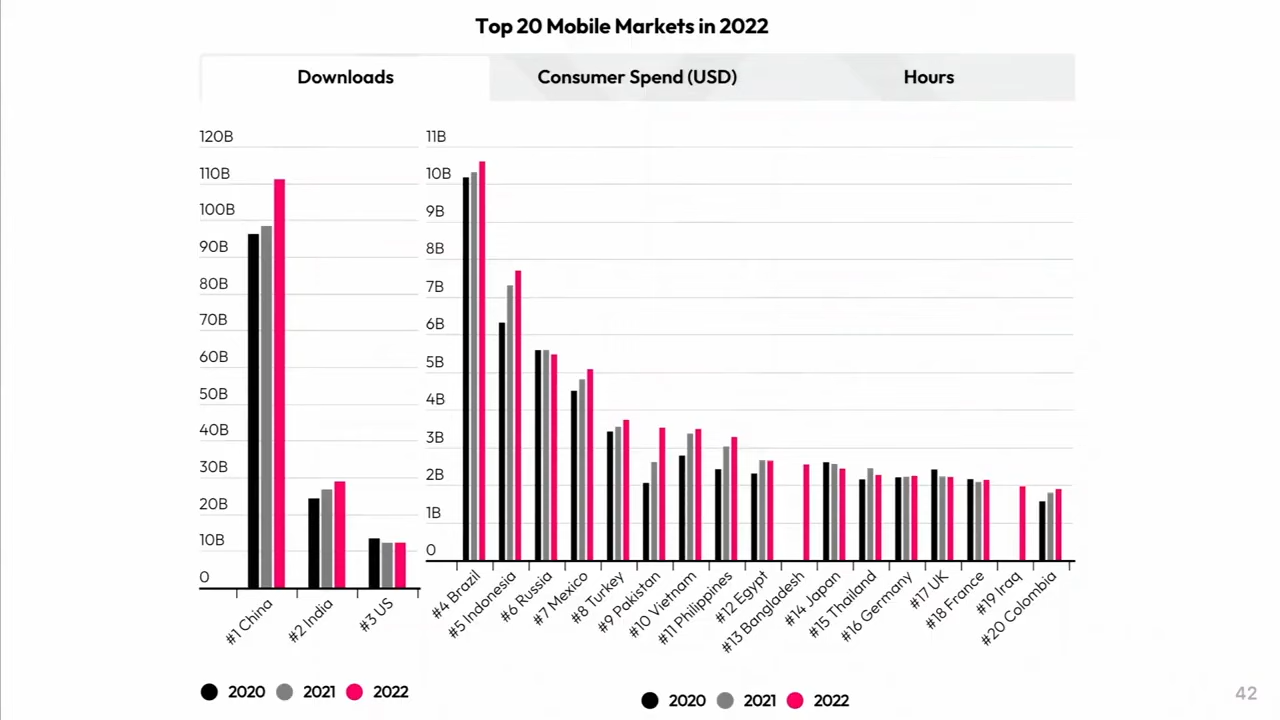 Top 20 Mobile Markets in 2022
Downloads
Consumer Spend (USD)
Hours
120B
110B
100B
90B
80B
70B
60B
50B
40B
30B
20B
10B
0
#1 China
#2 India
#3 US
2020 2021 2022
11B
10B
9B
8B
7B
6B
5B
4B
3B
2B
1B
0
#4 Brazil
#5 Indonesia
#6 Russia
#7 Mexico
#8 Turkey
#9 Pakistan
#10 Vietnam
#11 Philippines
#12 Egypt
#13 Bangladesh
#14 Japan
#15 Thailand
#16 Germany
#17 UK
#18 France
#19 Iraq
#20 Colombia
2020 2021 2022
42